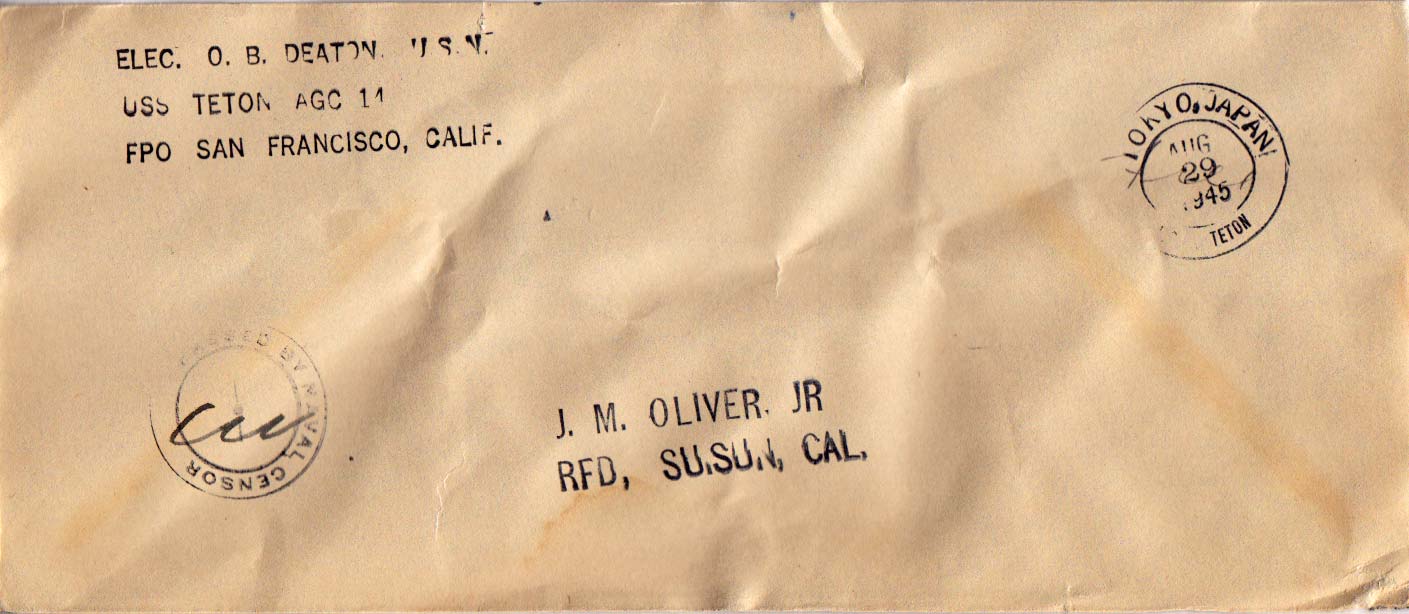 ELEC. O. B. DEATON. U.S.N.
USS TETON AGC 14
FPO SAN FRANCISCO, CALIF.
TOKYO, JAPAN
AUG
29
1945
TETON
PASSED BY NAVAL CENSOR
J. M. OLIVER. JR
RFD, SUISUN, CAL.